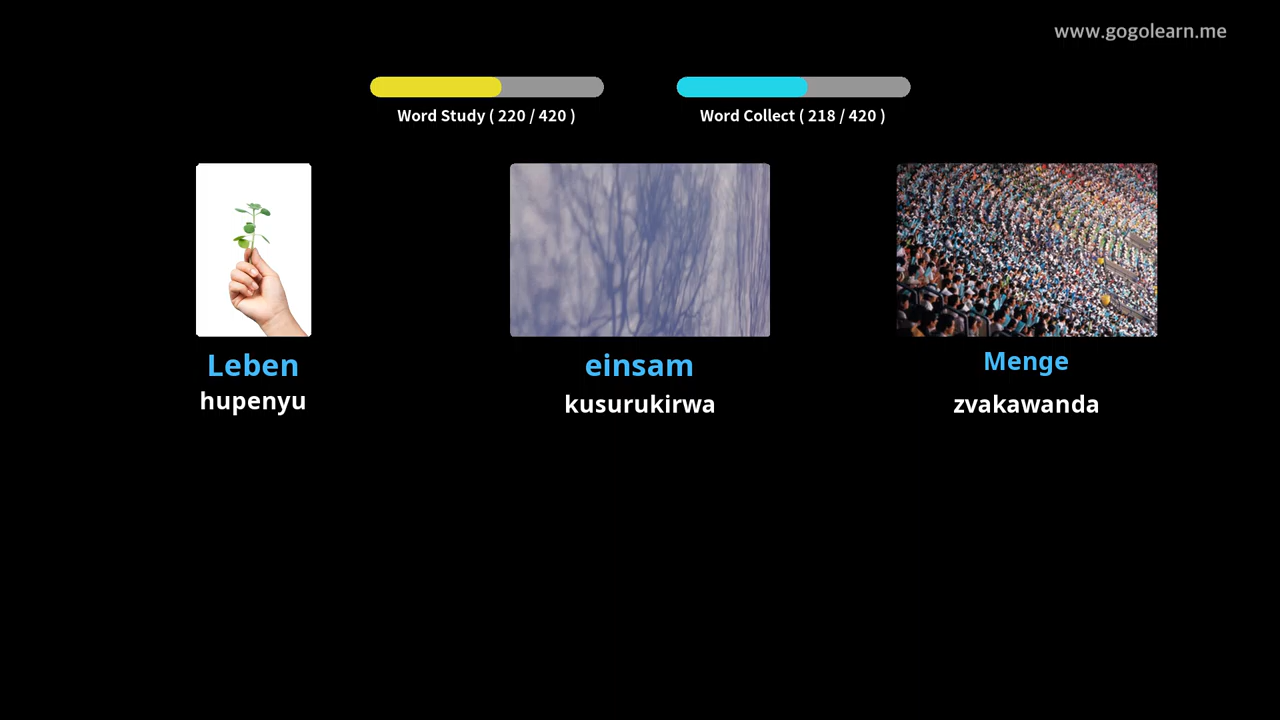 www.gogolearn.me
Word Study ( 220 / 420 )
Word Collect ( 218 / 420 )
Leben
hupenyu
einsam
kusurukirwa
Menge
zvakawanda